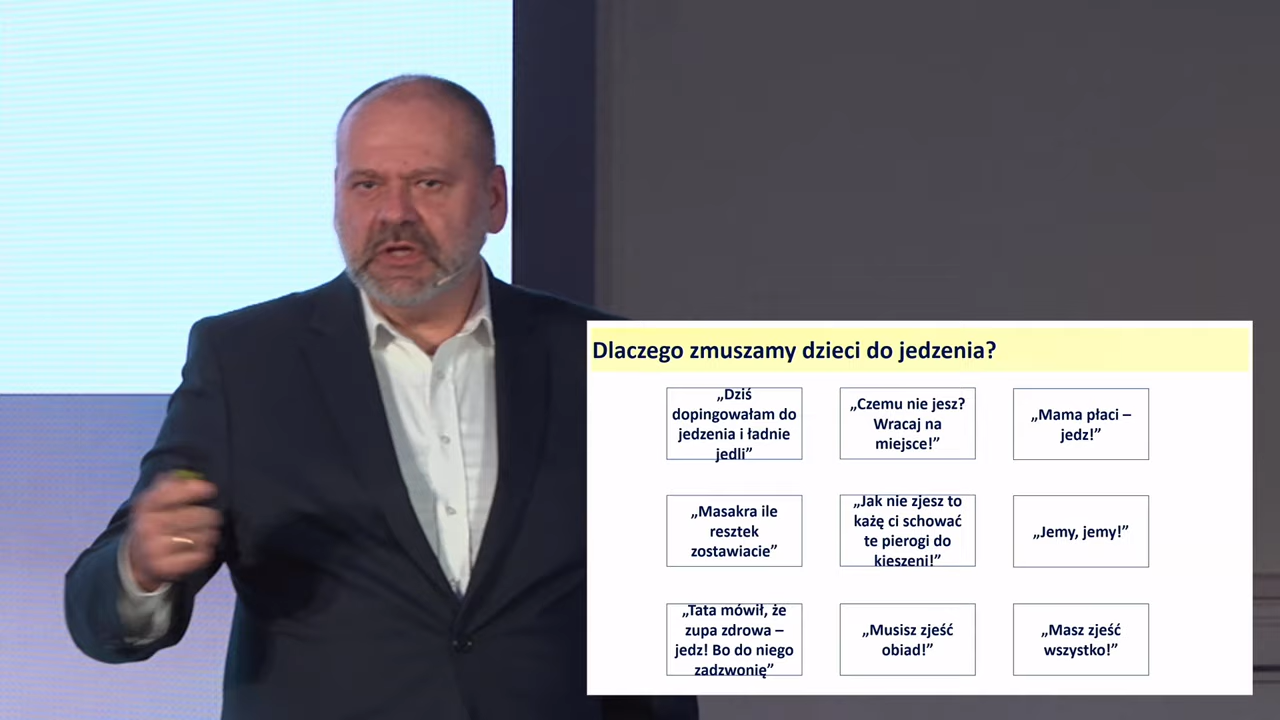 Dlaczego zmuszamy dzieci do jedzenia?
„Dziś
dopingowałam do
jedzenia i ładnie
jedli”
„Czemu nie jesz?
Wracaj na
miejsce!”
„Mama płaci –
jedz!”
„Masakra ile
resztek
zostawiacie”
„Jak nie zjesz to
każę ci schować
te pierogi do
kieszeni!”
„Jemy, jemy!”
„Tata mówił, że
zupa zdrowa –
jedz! Bo do niego
zadzwonię”
„Musisz zjeść
obiad!”
„Masz zjeść
wszystko!”